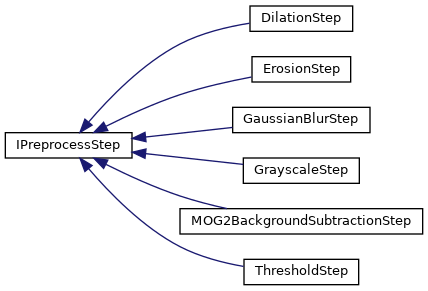 DilationStep
ErosionStep
GaussianBlurStep
IPreprocessStep
GrayscaleStep
MOG2BackgroundSubtractionStep
ThresholdStep